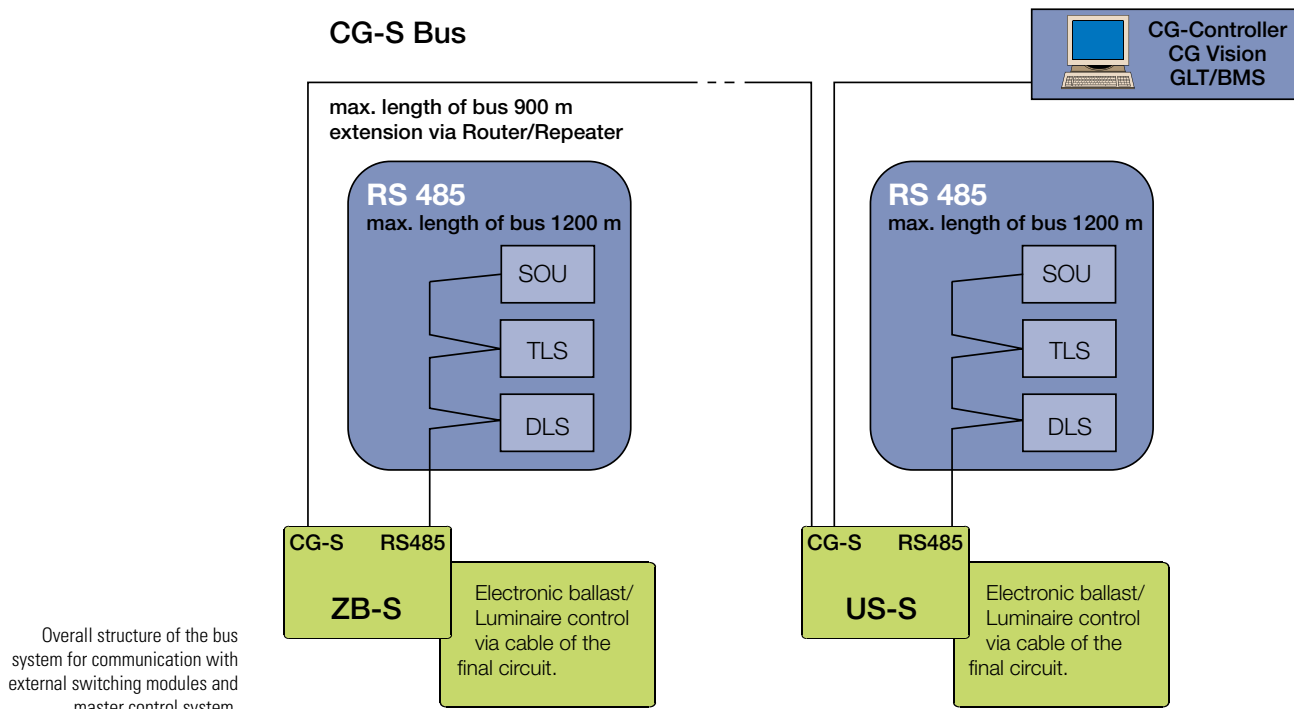 CG-S Bus
CG-Controller
CG Vision
GLT/BMS
max. length of bus 900 m
extension via Router/Repeater
RS 485
max. length of bus 1200 m
SOU
TLS
DLS
RS 485
max. length of bus 1200 m
SOU
TLS
DLS
CG-S RS485
ZB-S
Electronic ballast/
Luminaire control
via cable of the
final circuit.
CG-S RS485
US-S
Electronic ballast/
Luminaire control
via cable of the
final circuit.
Overall structure of the bus
system for communication with
external switching modules and
master control system.